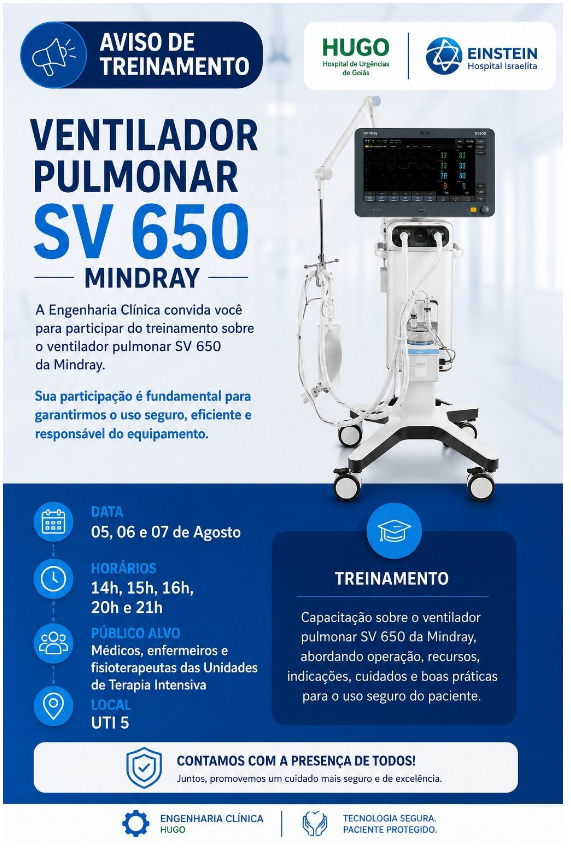 AVISO DE
TREINAMENTO
HUGO
Hospital de Urgências
de Goiás
EINSTEIN
Hospital Israelita
VENTILADOR
PULMONAR
SV 650
MINDRAY
A Engenharia Clínica convida você
para participar do treinamento sobre
o ventilador pulmonar SV 650
da Mindray.
Sua participação é fundamental para
garantirmos o uso seguro, eficiente e
responsável do equipamento.
mindray
SV650
DATA
05, 06 e 07 de Agosto
HORÁRIOS
14h, 15h, 16h,
20h e 21h
PÚBLICO ALVO
Médicos, enfermeiros e
fisioterapeutas das Unidades
de Terapia Intensiva
LOCAL
UTI 5
TREINAMENTO
Capacitação sobre o ventilador
pulmonar SV 650 da Mindray,
abordando operação, recursos,
indicações, cuidados e boas práticas
para o uso seguro do paciente.
CONTAMOS COM A PRESENÇA DE TODOS!
Juntos, promovemos um cuidado mais seguro e de excelência.
ENGENHARIA CLÍNICA
HUGO
TECNOLOGIA SEGURA.
PACIENTE PROTEGIDO.